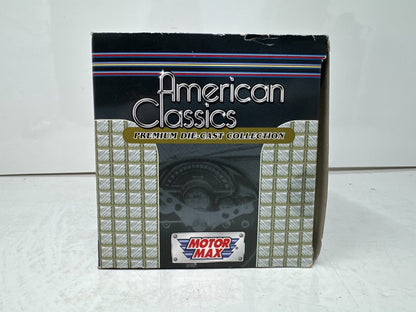 American
Classics
PREMIUM DIE-CAST COLLECTION
MOTOR
MAX